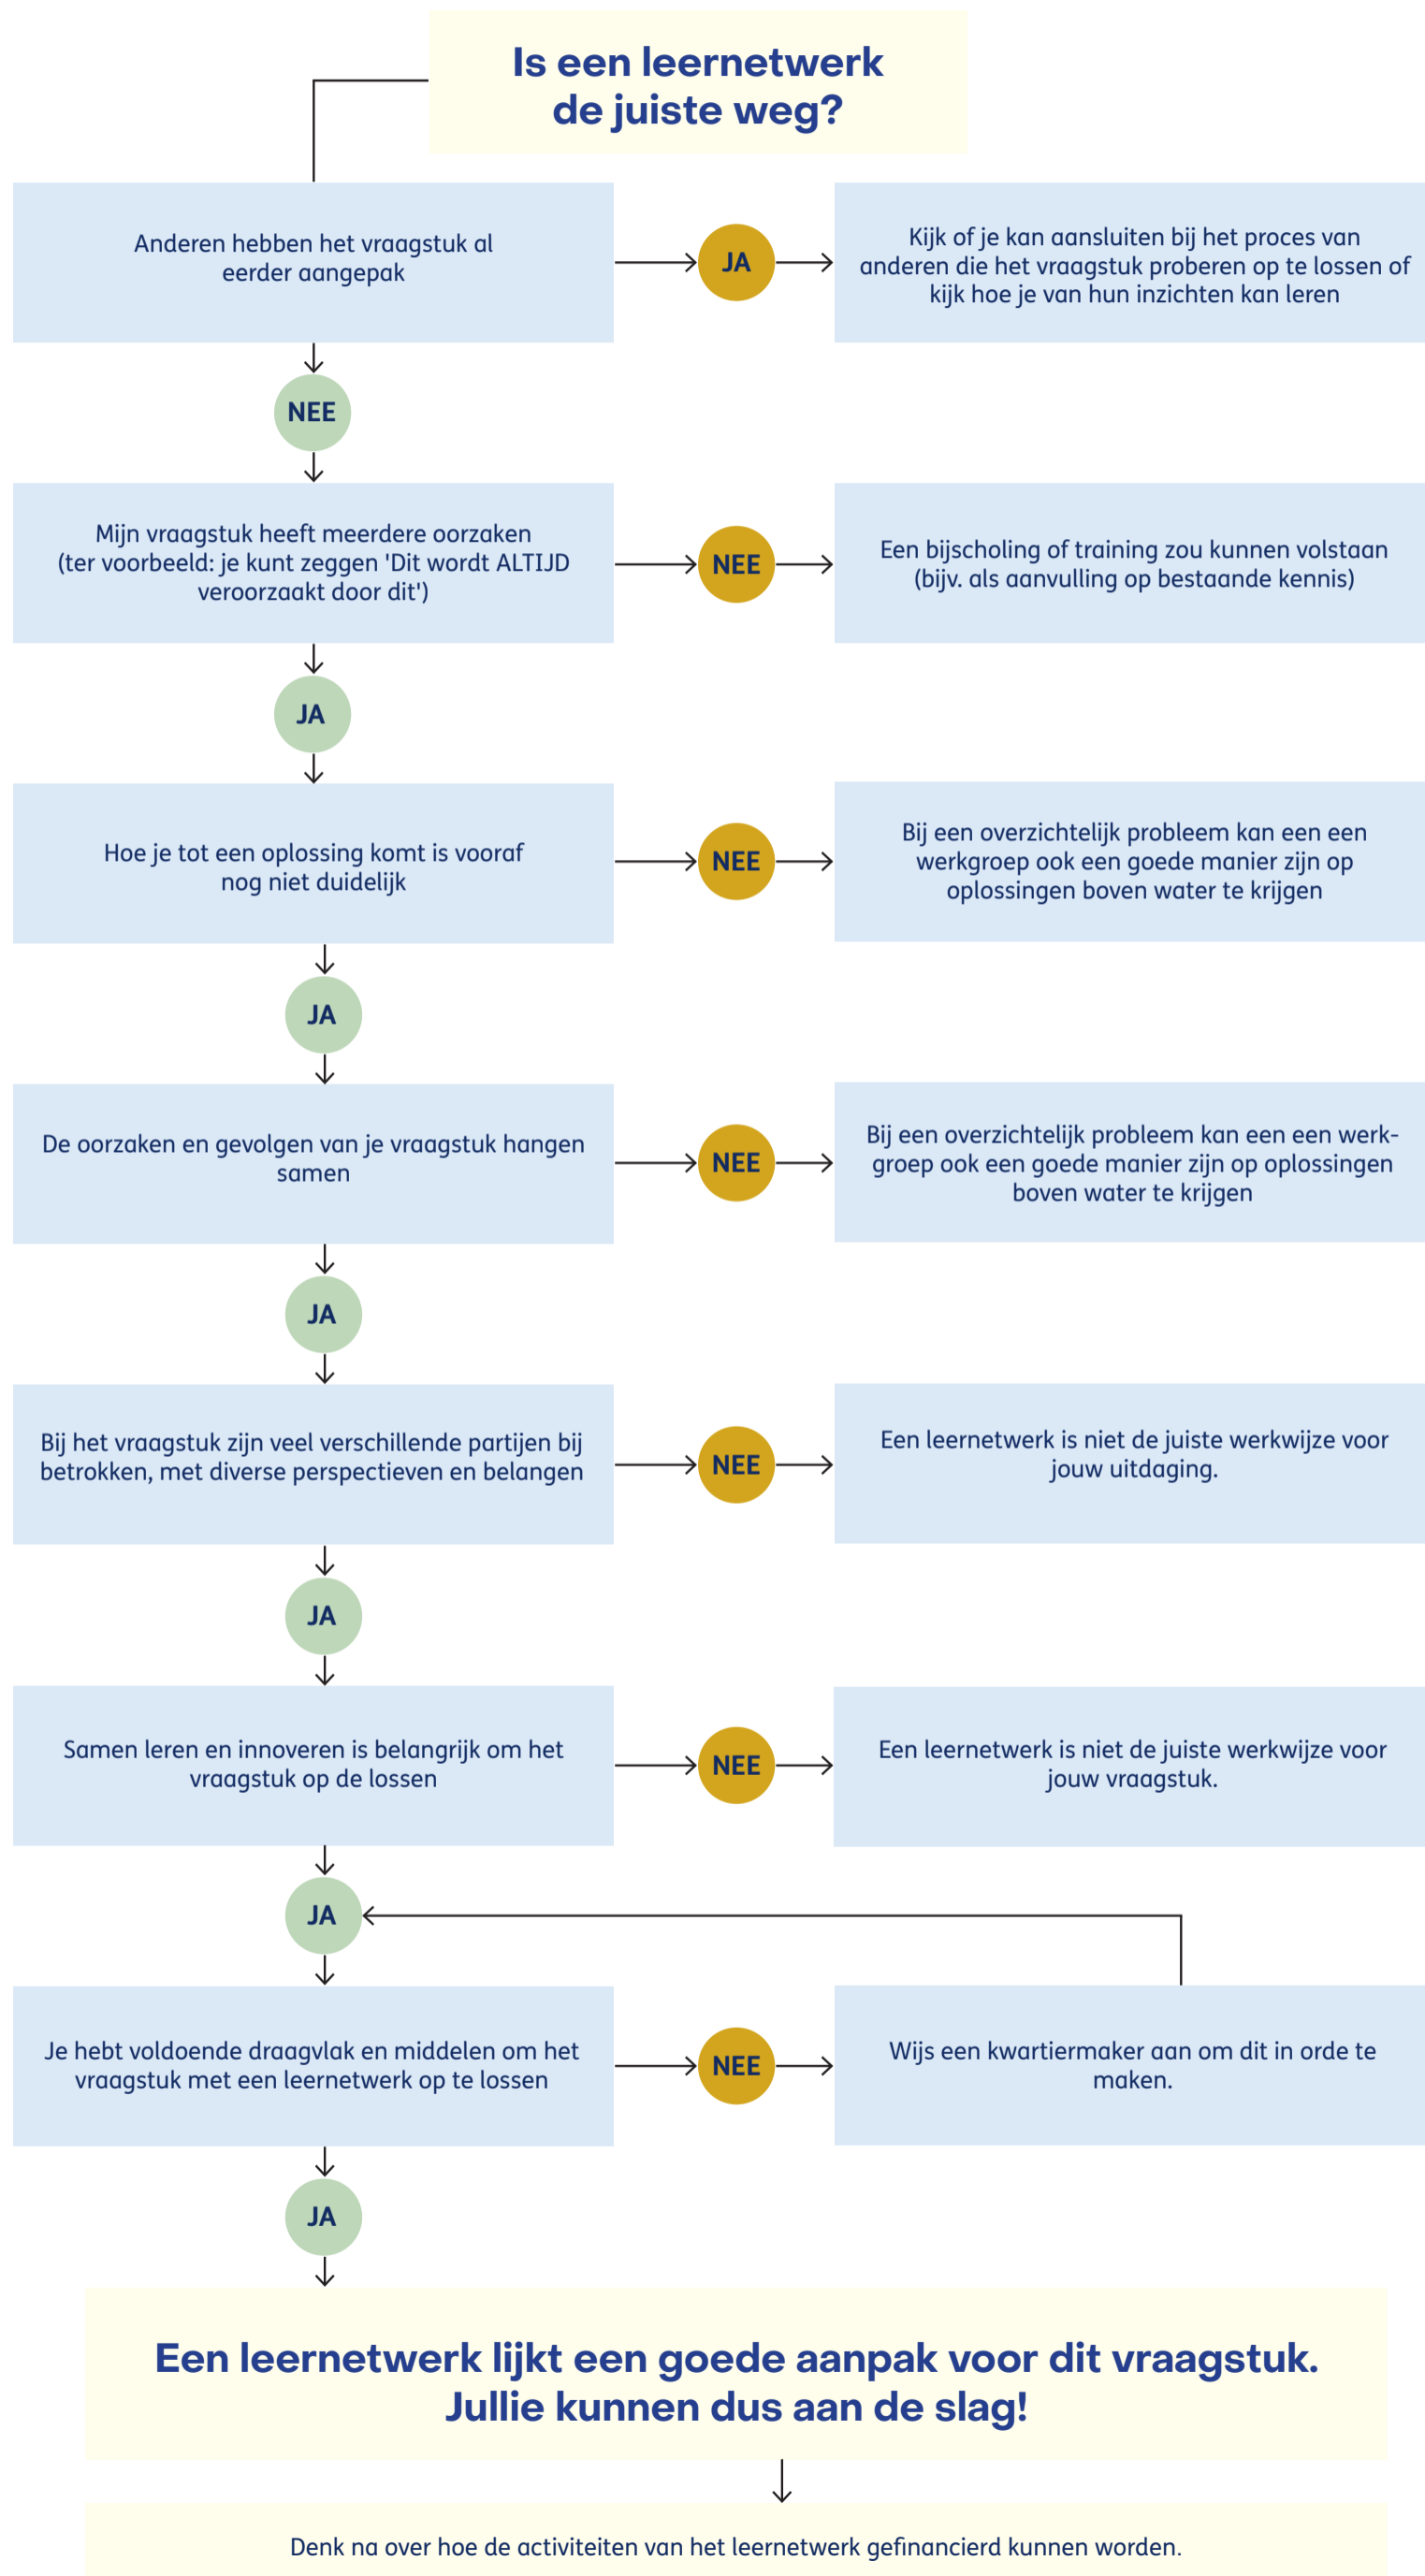 Is een leernetwerk
de juiste weg?
Anderen hebben het vraagstuk al
eerder aangepak
JA
Kijk of je kan aansluiten bij het proces van
anderen die het vraagstuk proberen op te lossen of
kijk hoe je van hun inzichten kan leren
NEE
Mijn vraagstuk heeft meerdere oorzaken
(ter voorbeeld: je kunt zeggen 'Dit wordt ALTIJD
veroorzaakt door dit')
NEE
Een bijscholing of training zou kunnen volstaan
(bijv. als aanvulling op bestaande kennis)
JA
Hoe je tot een oplossing komt is vooraf
nog niet duidelijk
NEE
Bij een overzichtelijk probleem kan een een
werkgroep ook een goede manier zijn op
oplossingen boven water te krijgen
JA
De oorzaken en gevolgen van je vraagstuk hangen
samen
NEE
Bij een overzichtelijk probleem kan een een werk-
groep ook een goede manier zijn op oplossingen
boven water te krijgen
JA
Bij het vraagstuk zijn veel verschillende partijen bij
betrokken, met diverse perspectieven en belangen
NEE
Een leernetwerk is niet de juiste werkwijze voor
jouw uitdaging.
JA
Samen leren en innoveren is belangrijk om het
vraagstuk op de lossen
NEE
Een leernetwerk is niet de juiste werkwijze voor
jouw vraagstuk.
JA
Je hebt voldoende draagvlak en middelen om het
vraagstuk met een leernetwerk op te lossen
NEE
Wijs een kwartiermaker aan om dit in orde te
maken.
JA
Een leernetwerk lijkt een goede aanpak voor dit vraagstuk.
Jullie kunnen dus aan de slag!
Denk na over hoe de activiteiten van het leernetwerk gefinancierd kunnen worden.